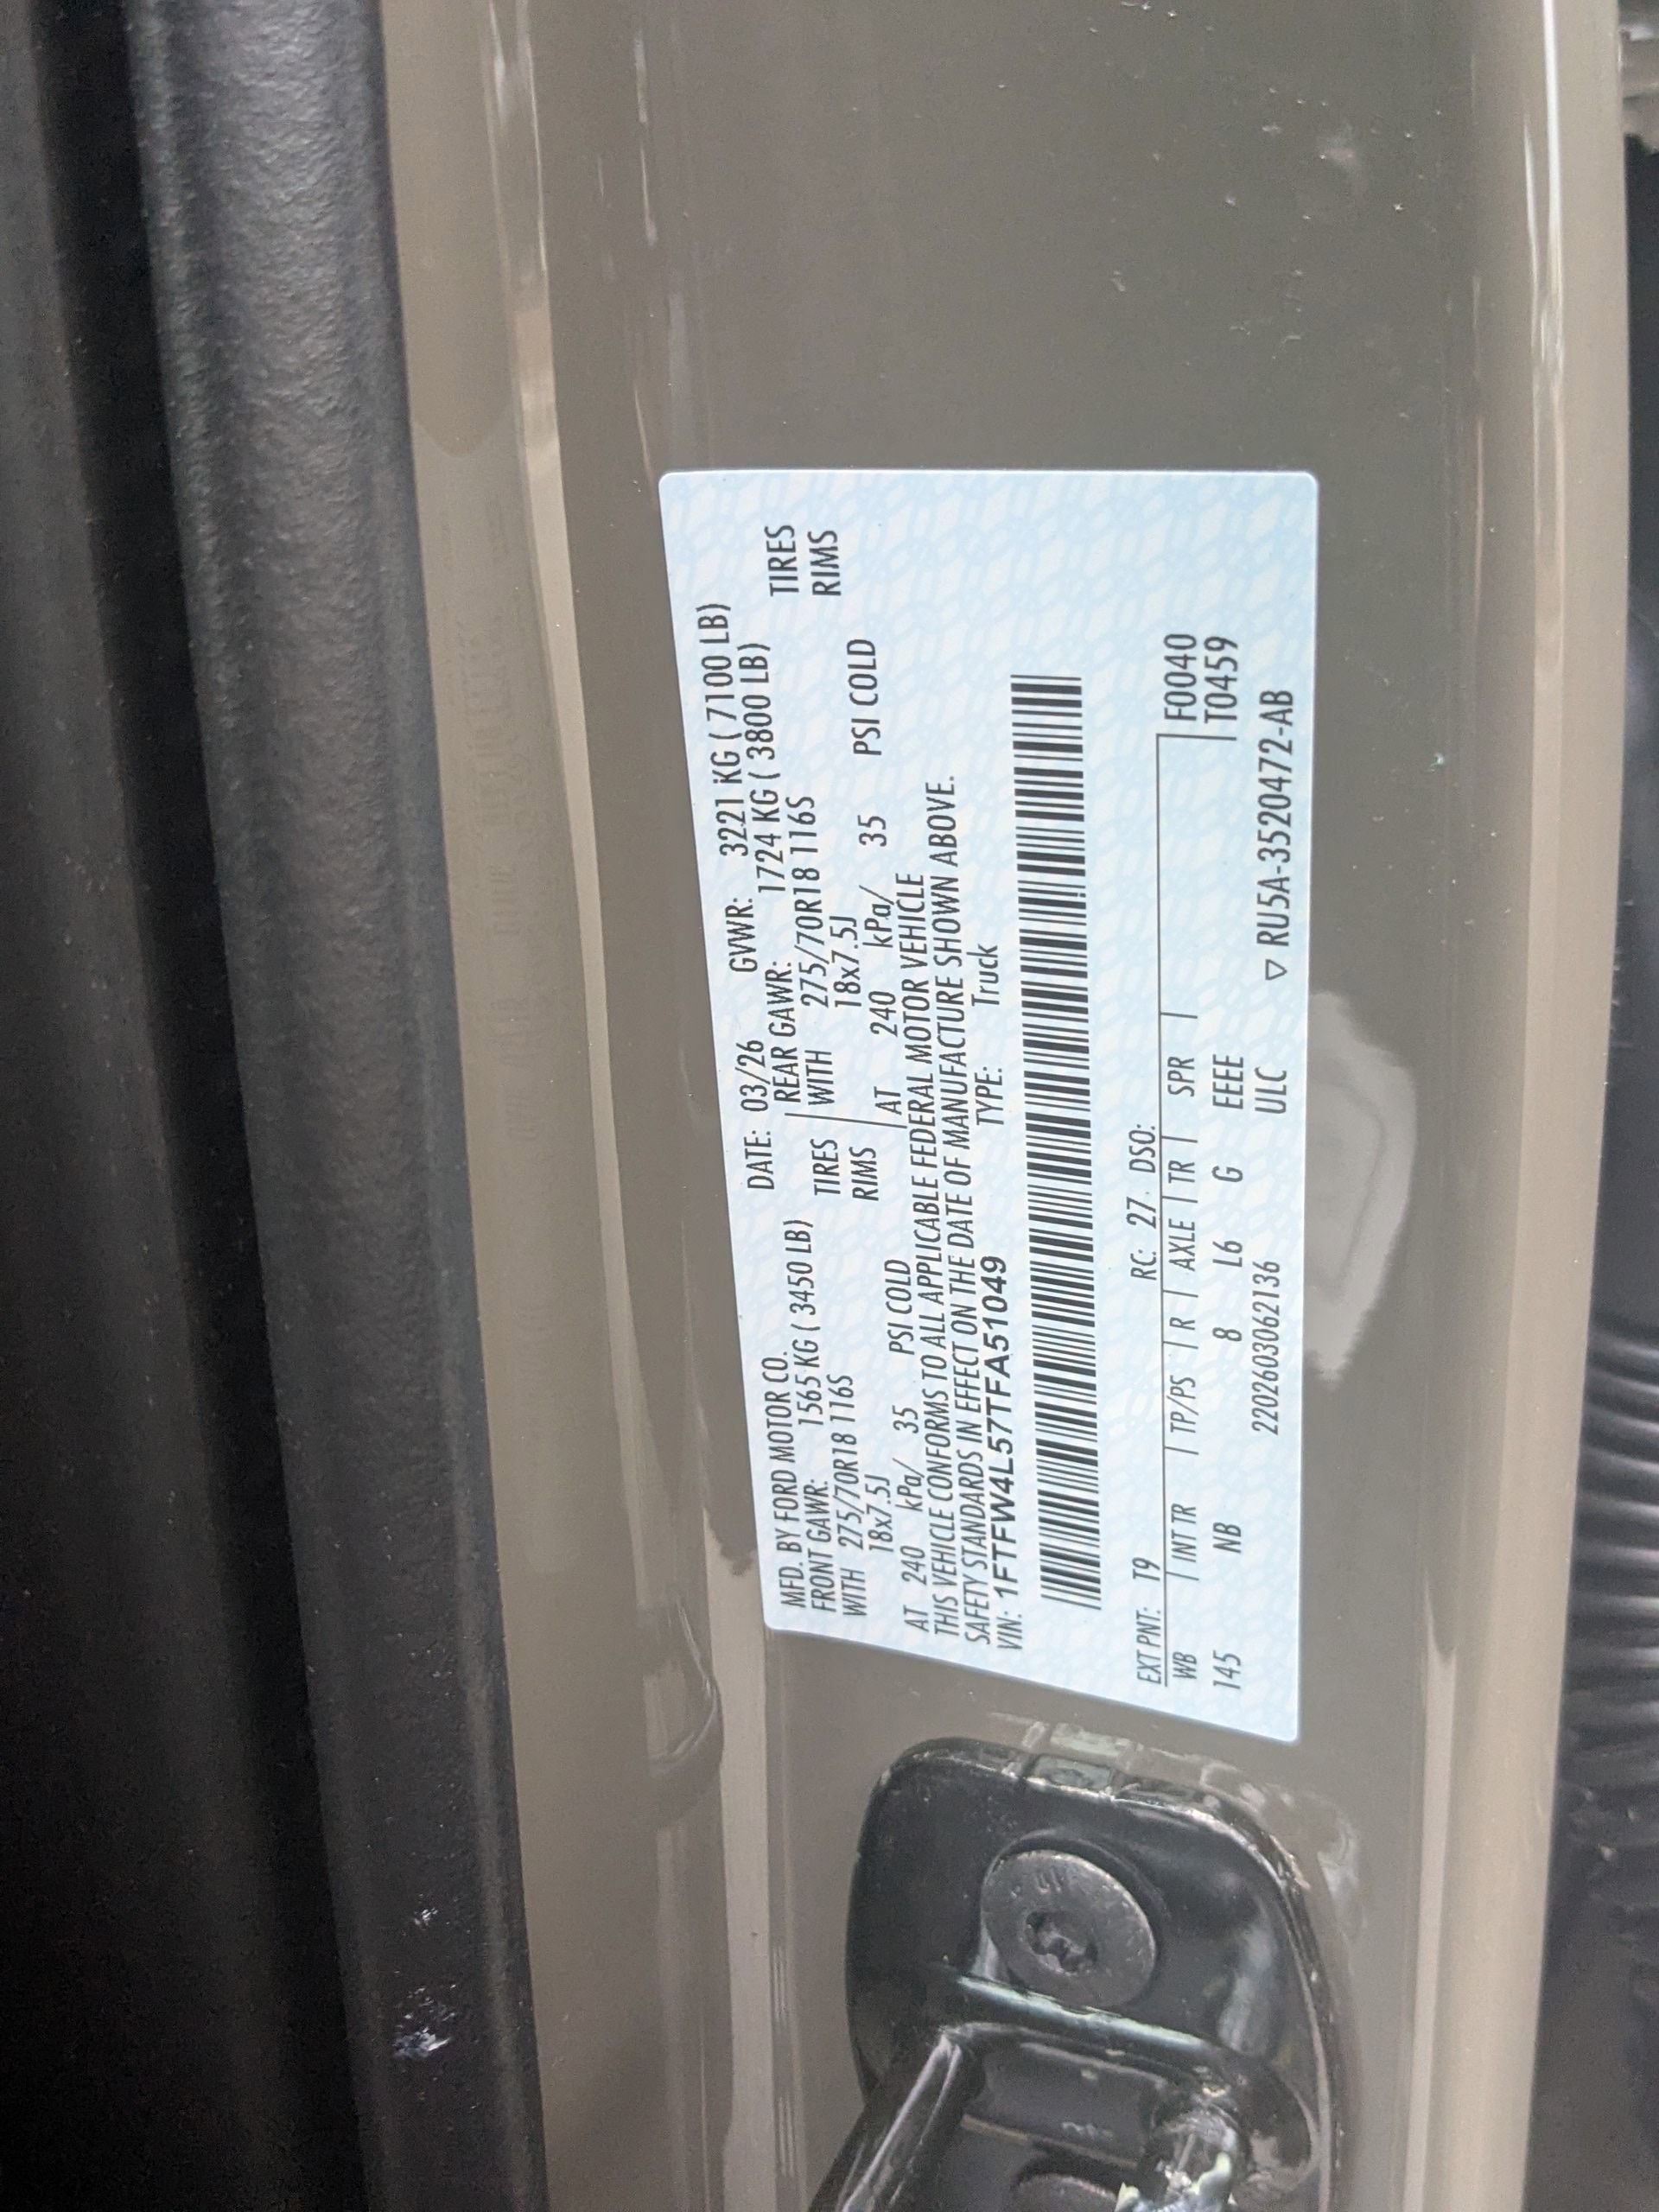 MFD. BY FORD MOTOR CO. DATE: 03/26 GVWR: 3221 KG ( 7100 LB)
FRONT GAWR: 1565 KG ( 3450 LB) REAR GAWR: 1724 KG ( 3800 LB)
WITH 275/70R18 116S TIRES WITH 275/70R18 116S TIRES
18x7.5J RIMS 18x7.5J RIMS
AT 240 kPa/ 35 PSI COLD AT 240 kPa/ 35 PSI COLD
THIS VEHICLE CONFORMS TO ALL APPLICABLE FEDERAL MOTOR VEHICLE
SAFETY STANDARDS IN EFFECT ON THE DATE OF MANUFACTURE SHOWN ABOVE.
VIN: 1FTFW4L57TFA51049 TYPE: Truck
EXT PNT: T9 RC: 27 DSO:
WB | INT TR | TP/PS | R | AXLE | TR | SPR | F0040
145 NB 8 L6 G EEEE T0459
2202603062136 ULC ▽ RU5A-3520472-AB